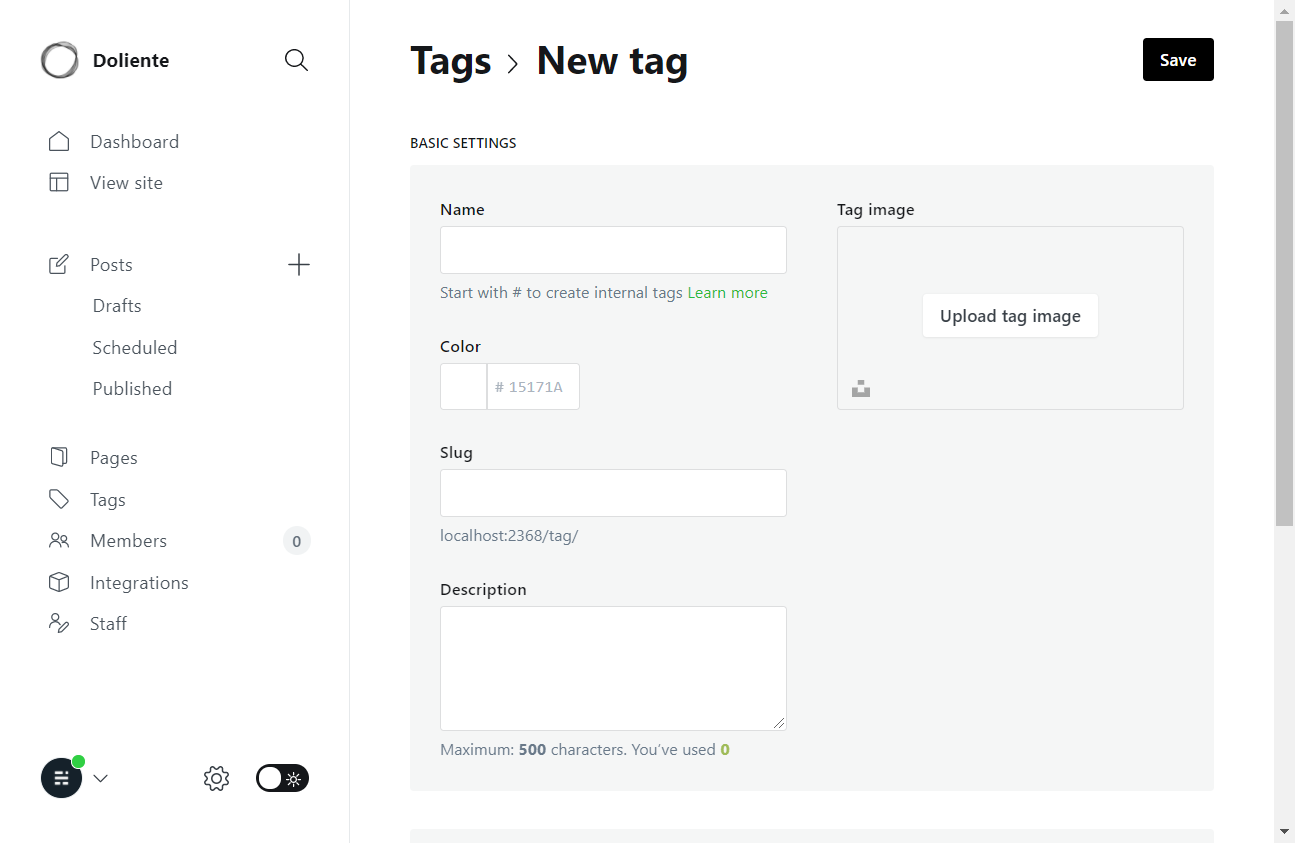 Doliente
Dashboard
View site
Posts
Drafts
Scheduled
Published
Pages
Tags
Members 0
Integrations
Staff
Tags › New tag
Save
BASIC SETTINGS
Name
Start with # to create internal tags Learn more
Color
# 15171A
Slug
localhost:2368/tag/
Description
Maximum: 500 characters. You’ve used 0
Tag image
Upload tag image